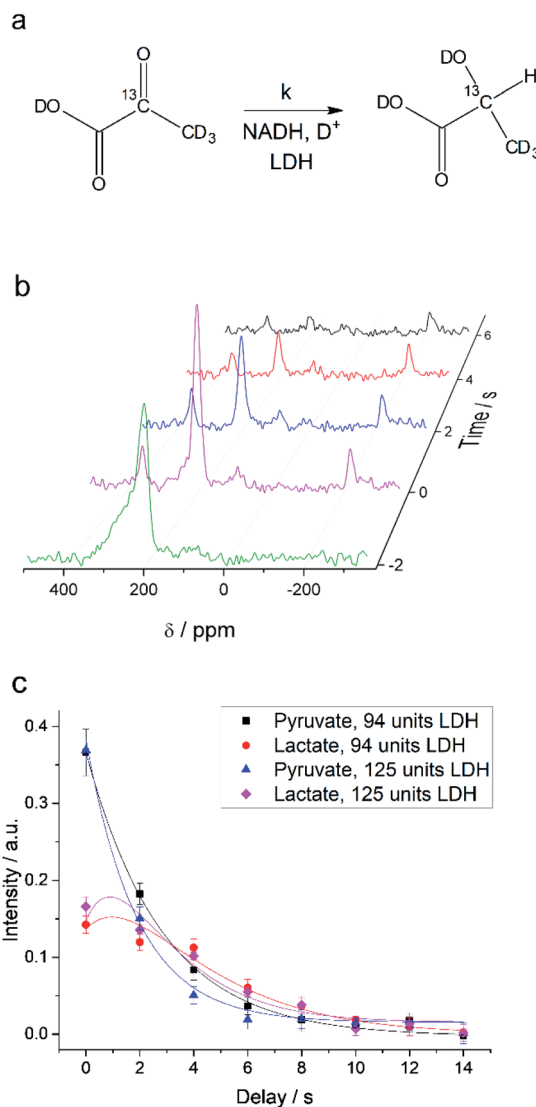 a
O
13
DO
CD3
O
k
NADH, D+
LDH
DO
H
13
DO
CD3
O
b
6
4
2
0
-2
Time / s
400 200 0 -200
δ / ppm
c
0.4
0.3
0.2
0.1
0.0
Intensity / a.u.
Pyruvate, 94 units LDH
Lactate, 94 units LDH
Pyruvate, 125 units LDH
Lactate, 125 units LDH
0 2 4 6 8 10 12 14
Delay / s